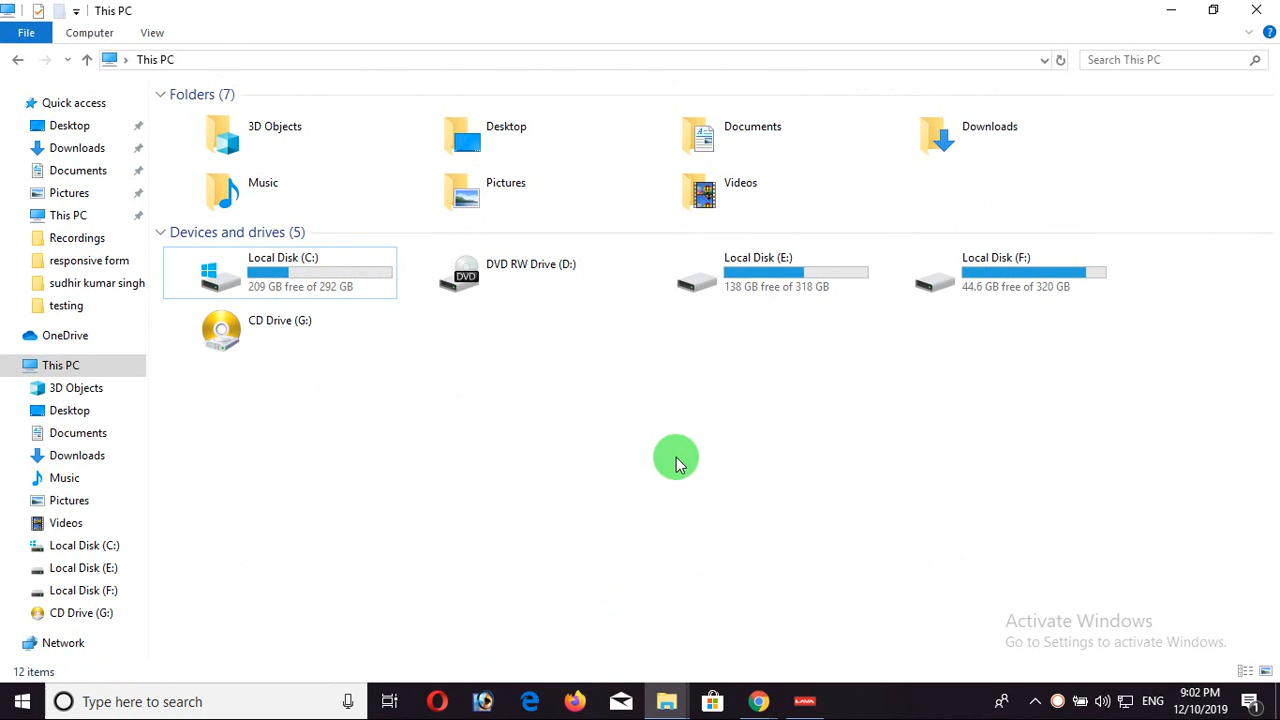 This PC
File Computer View
This PC Search This PC
Quick access
Desktop
Downloads
Documents
Pictures
This PC
Recordings
responsive form
sudhir kumar singh
testing
OneDrive
This PC
3D Objects
Desktop
Documents
Downloads
Music
Pictures
Videos
Local Disk (C:)
Local Disk (E:)
Local Disk (F:)
CD Drive (G:)
Network
Folders (7)
3D Objects Desktop Documents Downloads
Music Pictures Videos
Devices and drives (5)
Local Disk (C:)
209 GB free of 292 GB
DVD RW Drive (D:)
DVD
Local Disk (E:)
138 GB free of 318 GB
Local Disk (F:)
44.6 GB free of 320 GB
CD Drive (G:)
Activate Windows
Go to Settings to activate Windows.
12 items
Type here to search
LAVA
ENG
9:02 PM
12/10/2019
1